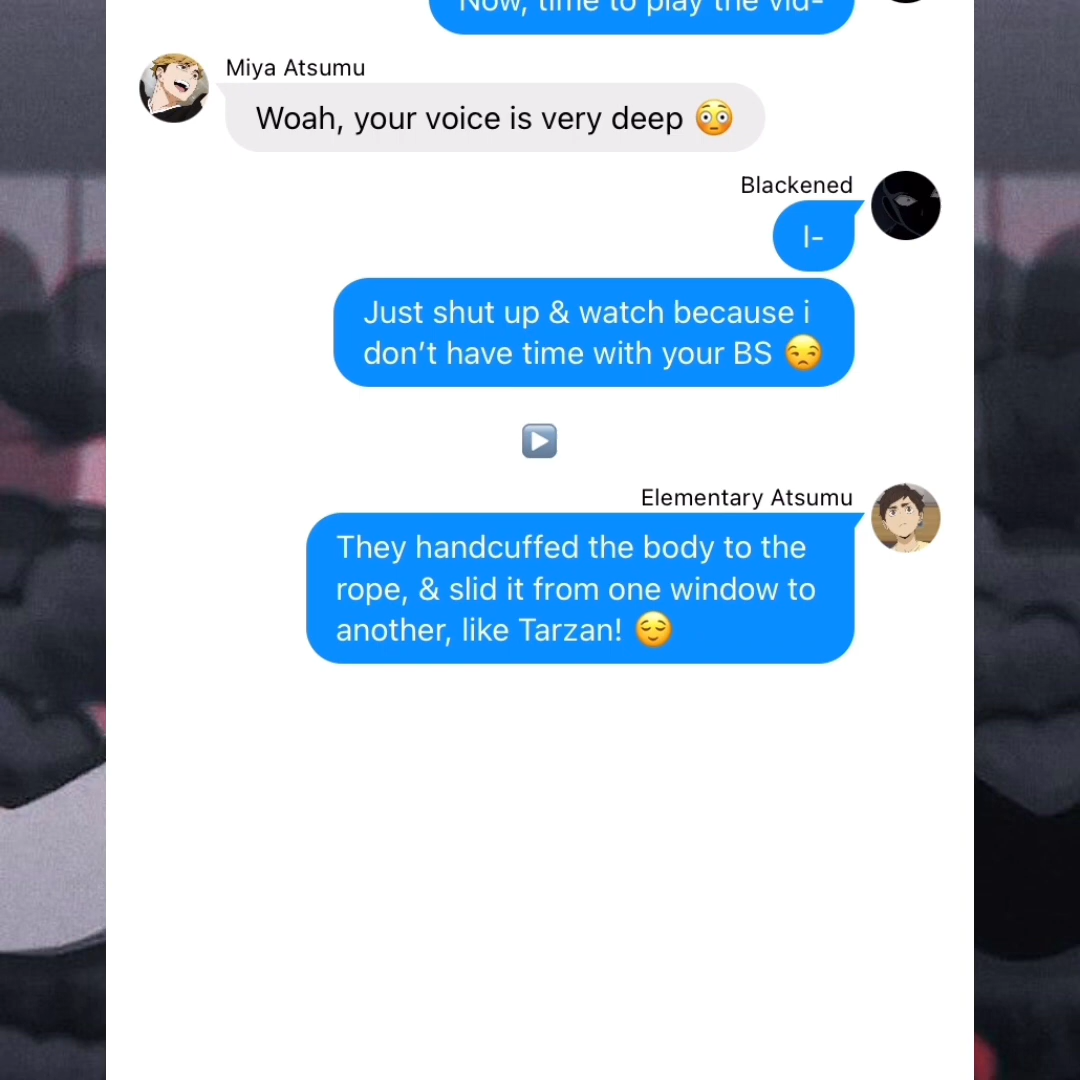 Now, time to play the vid-
Miya Atsumu
Woah, your voice is very deep 😳
Blackened
I-
Just shut up & watch because i
don’t have time with your BS 😒
Elementary Atsumu
They handcuffed the body to the
rope, & slid it from one window to
another, like Tarzan! 😌